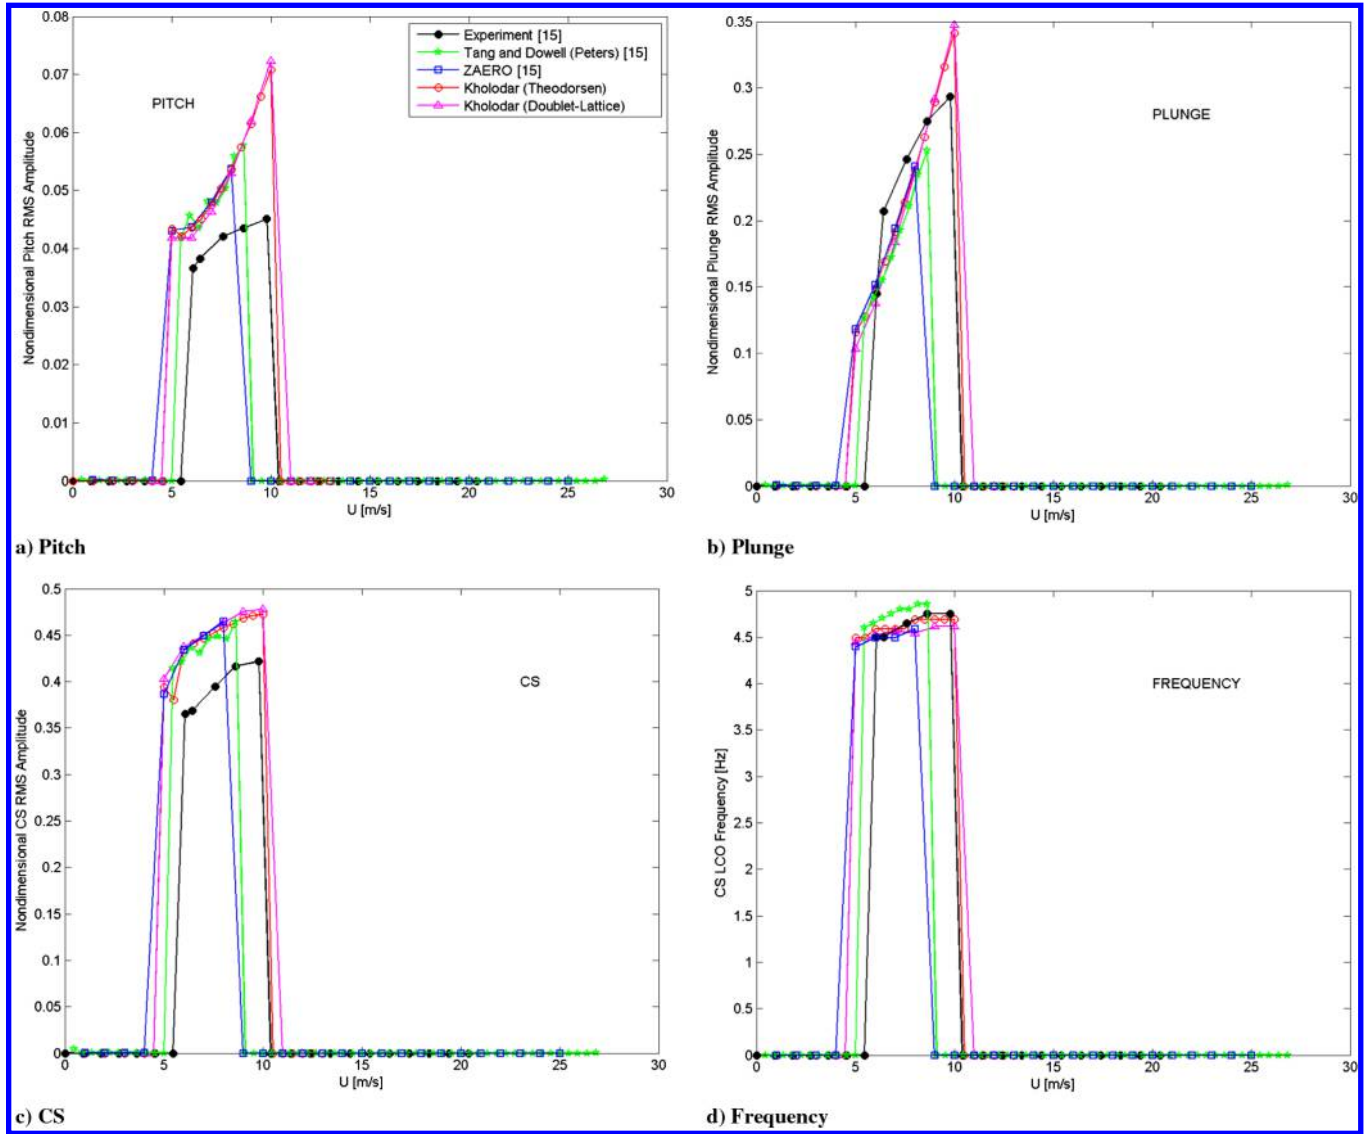 0.08
0.07
0.06
0.05
0.04
0.03
0.02
0.01
0
Nondimensional Pitch RMS Amplitude
PITCH
Experiment [15]
Tang and Dowell (Peters) [15]
ZAERO [15]
Kholodar (Theodorsen)
Kholodar (Doublet-Lattice)
0 5 10 15 20 25 30
U [m/s]
a) Pitch
0.35
0.3
0.25
0.2
0.15
0.1
0.05
0
Nondimensional Plunge RMS Amplitude
PLUNGE
0 5 10 15 20 25 30
U [m/s]
b) Plunge
0.5
0.45
0.4
0.35
0.3
0.25
0.2
0.15
0.1
0.05
0
Nondimensional CS RMS Amplitude
CS
0 5 10 15 20 25 30
U [m/s]
c) CS
5
4.5
4
3.5
3
2.5
2
1.5
1
0.5
0
CS LCO Frequency [Hz]
FREQUENCY
0 5 10 15 20 25 30
U [m/s]
d) Frequency